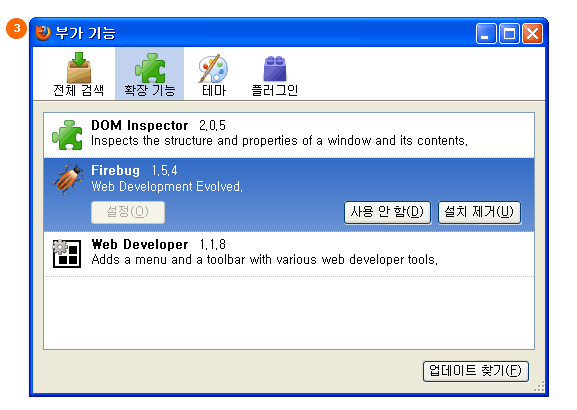 3
부가 기능
전체 검색 확장 기능 테마 플러그인
DOM Inspector 2.0.5
Inspects the structure and properties of a window and its contents.
Firebug 1.5.4
Web Development Evolved.
설정(O) 사용 안 함(D) 설치 제거(U)
Web Developer 1.1.8
Adds a menu and a toolbar with various web developer tools.
업데이트 찾기(F)